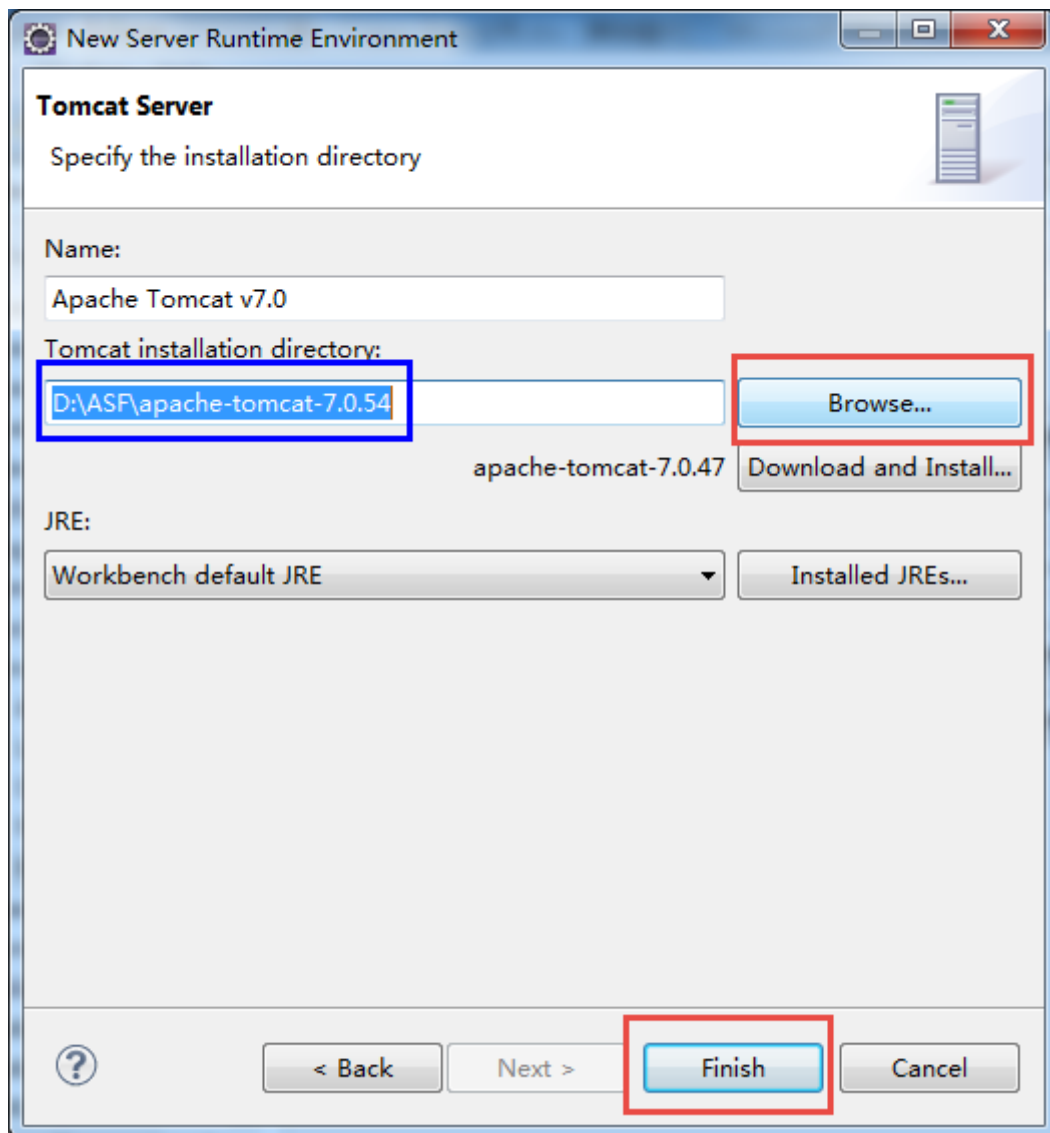 New Server Runtime Environment
Tomcat Server
Specify the installation directory
Name:
Apache Tomcat v7.0
Tomcat installation directory:
D:\ASF\apache-tomcat-7.0.54
Browse...
apache-tomcat-7.0.47
Download and Install...
JRE:
Workbench default JRE
Installed JREs...
?
< Back
Next >
Finish
Cancel